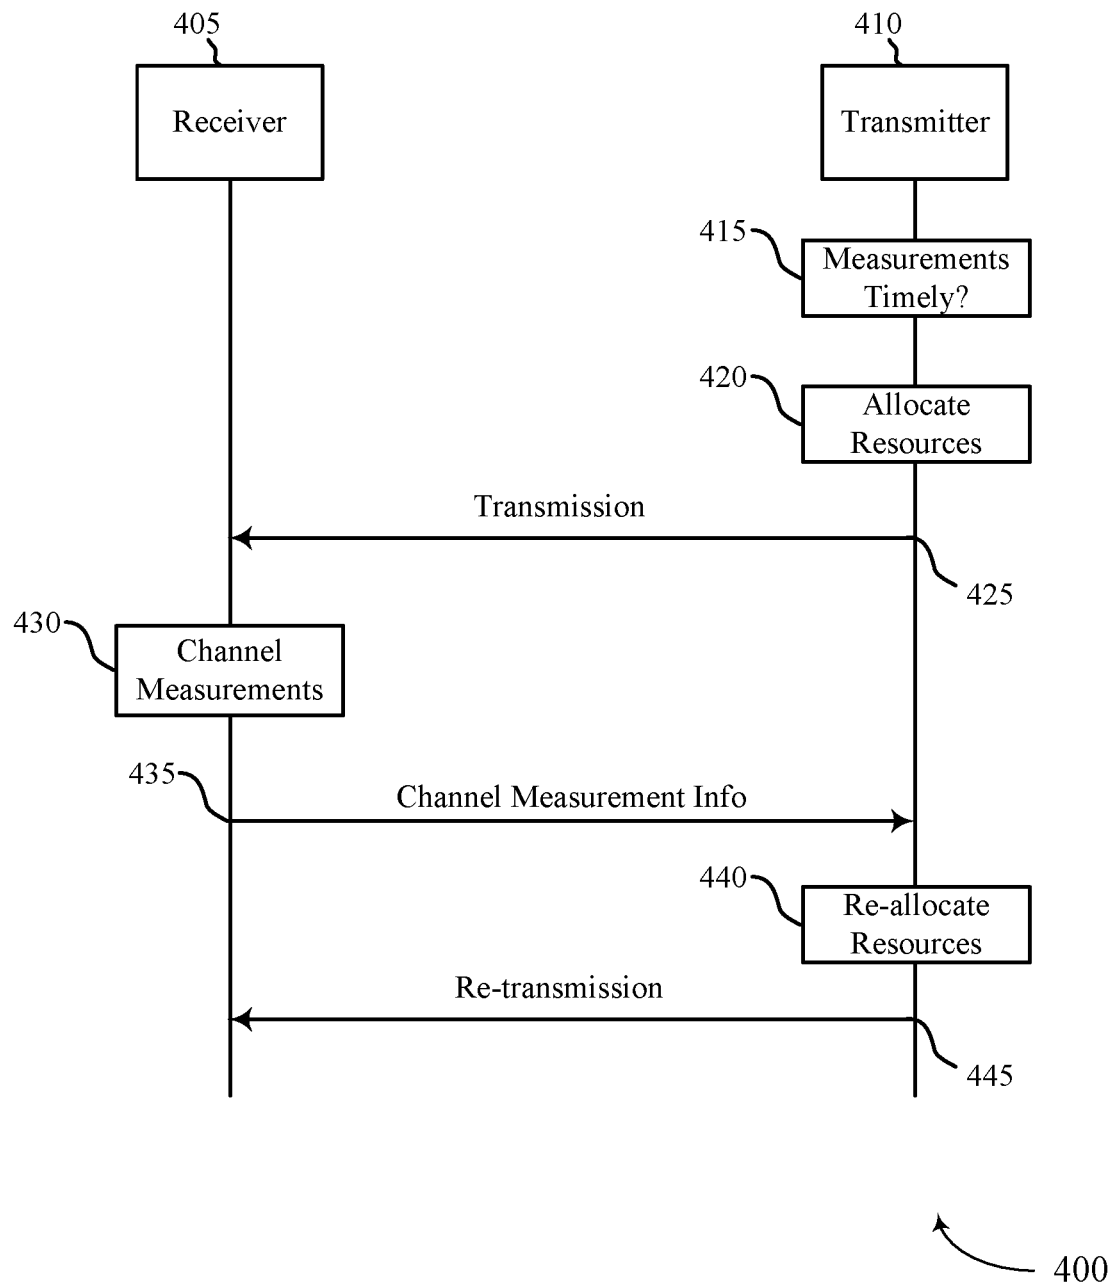 405
410
Receiver
Transmitter
415
Measurements
Timely?
420
Allocate
Resources
Transmission
425
430
Channel
Measurements
435
Channel Measurement Info
440
Re-allocate
Resources
Re-transmission
445
400